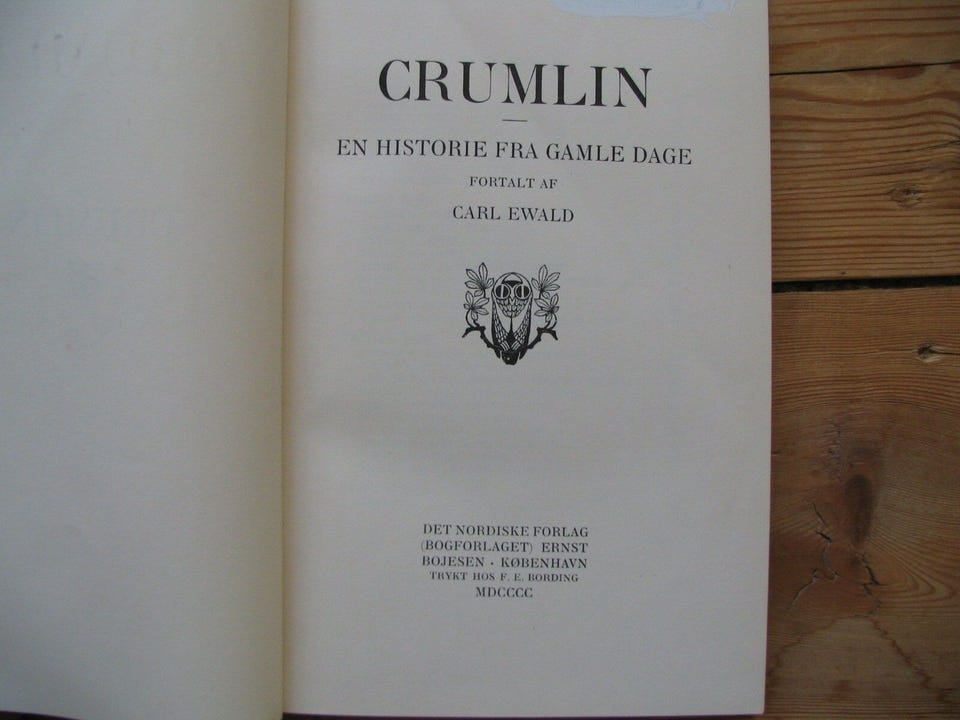 CRUMLIN
EN HISTORIE FRA GAMLE DAGE
FORTALT AF
CARL EWALD
DET NORDISKE FORLAG
(BOGFORLAGET) ERNST
BOJESEN · KØBENHAVN
TRYKT HOS F. E. BORDING
MDCCCC